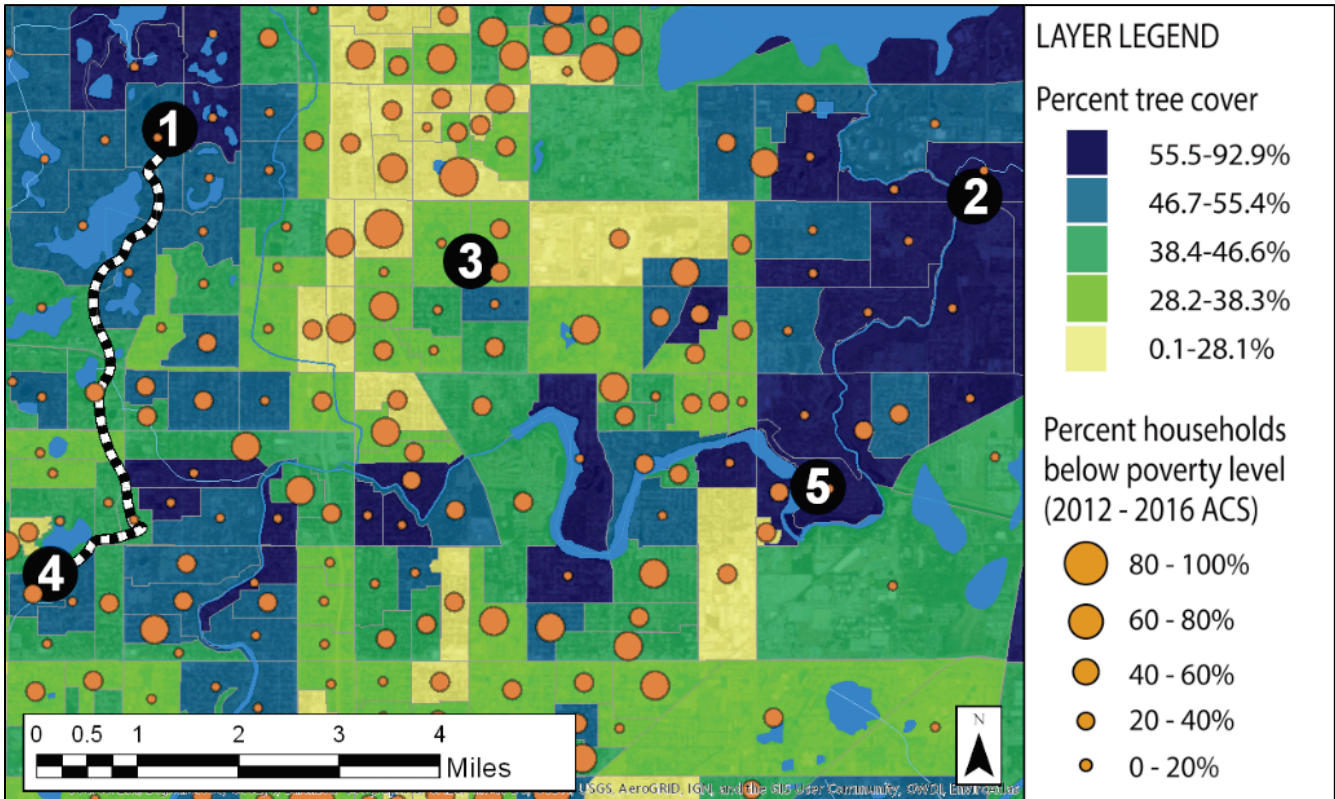 1
2
3
4
5
0 0.5 1 2 3 4
Miles
N
USGS, AeroGRID, IGN, and the GIS User Community,
LAYER LEGEND
Percent tree cover
55.5-92.9%
46.7-55.4%
38.4-46.6%
28.2-38.3%
0.1-28.1%
Percent households
below poverty level
(2012 - 2016 ACS)
80 - 100%
60 - 80%
40 - 60%
20 - 40%
0 - 20%